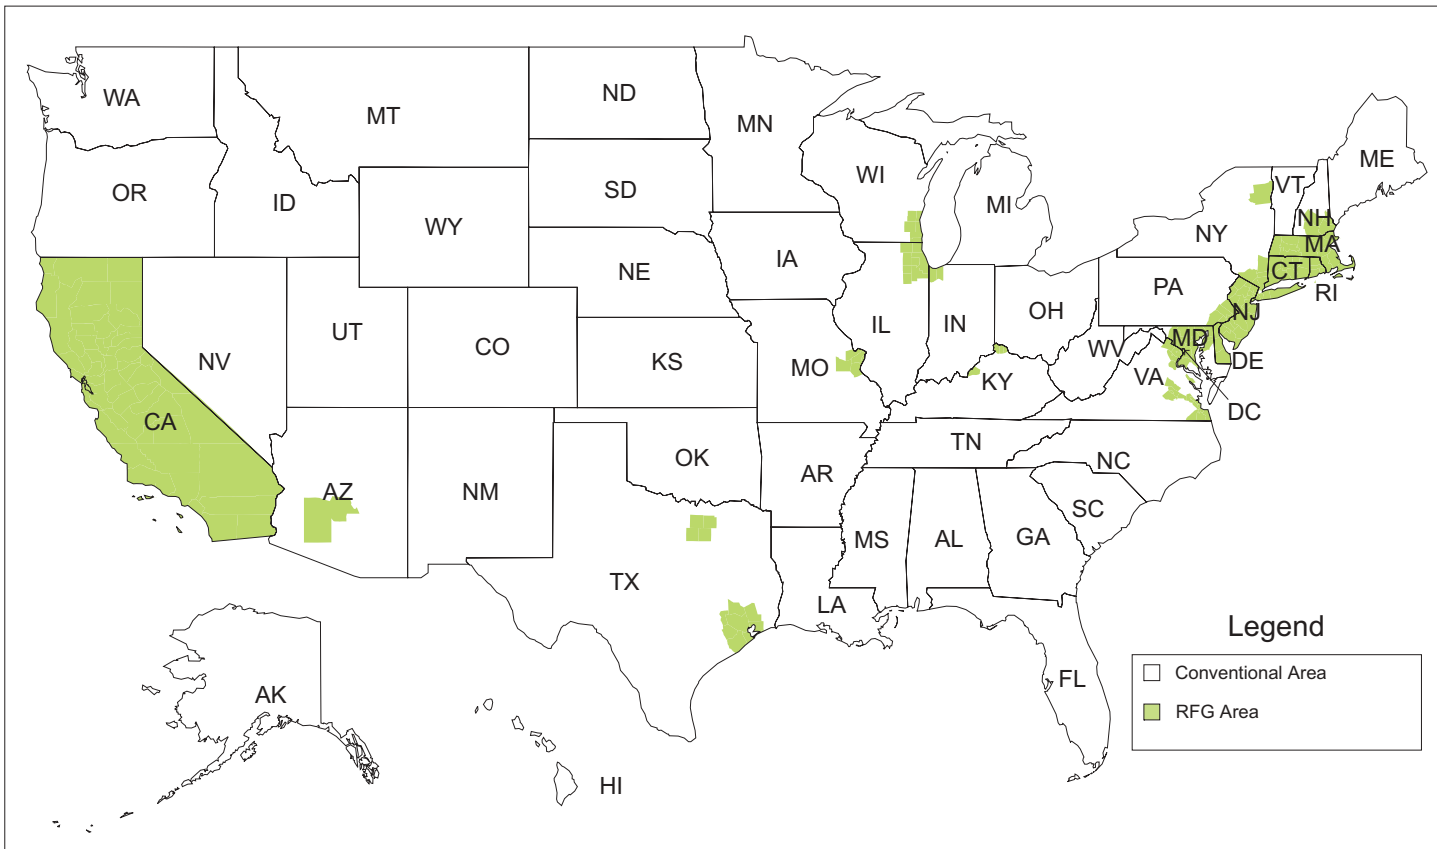 WA
MT
ND
MN
ME
OR
ID
SD
WI
MI
VT
NH
WY
NY
MA
NE
IA
CT
PA
RI
NV
UT
CO
KS
MO
IL
IN
OH
WV
MD
NJ
DE
KY
VA
DC
CA
TN
NC
AZ
NM
OK
AR
SC
TX
MS
AL
GA
LA
FL
AK
HI
Legend
Conventional Area
RFG Area